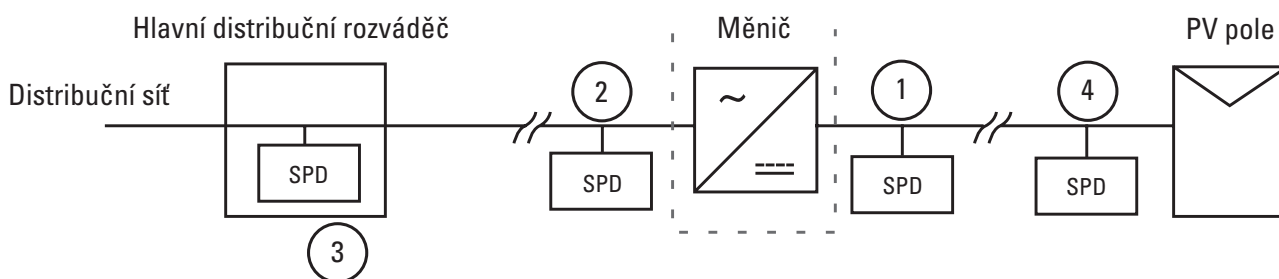 Hlavní distribuční rozváděč
Měnič
PV pole
Distribuční síť
2
1
4
~
SPD
SPD
SPD
SPD
3